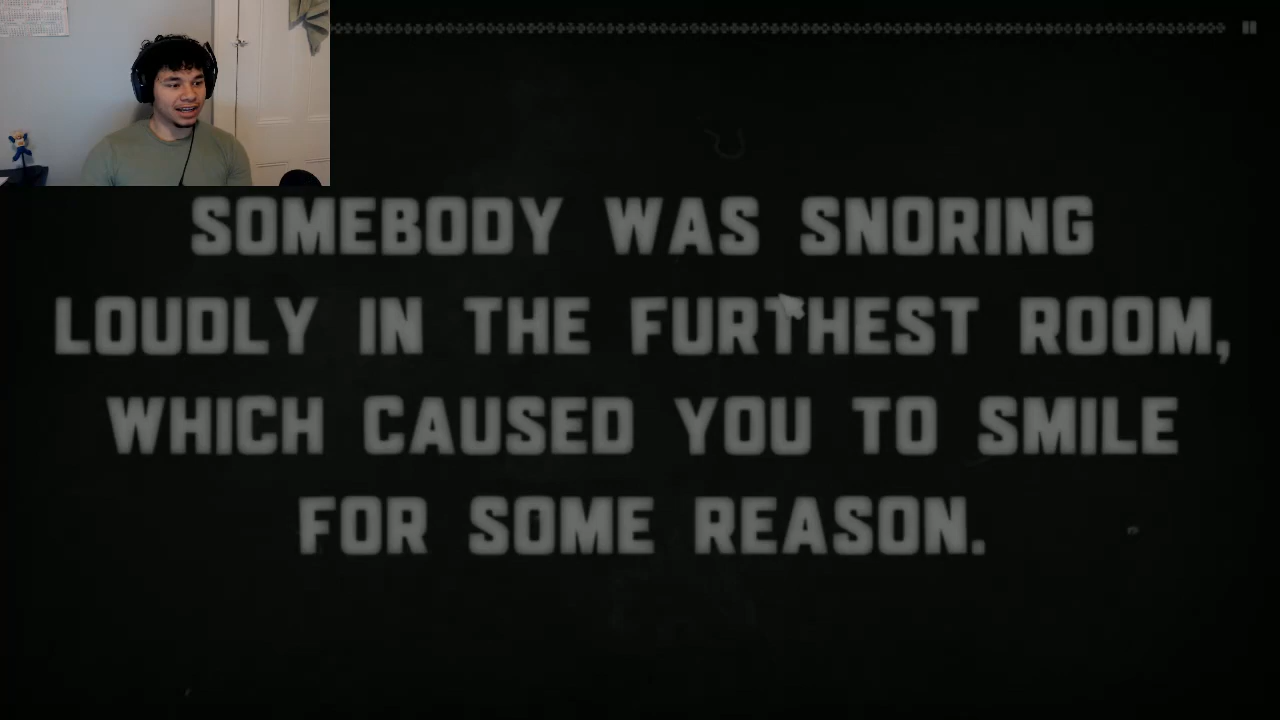 SOMEBODY WAS SNORING
LOUDLY IN THE FURTHEST ROOM,
WHICH CAUSED YOU TO SMILE
FOR SOME REASON.